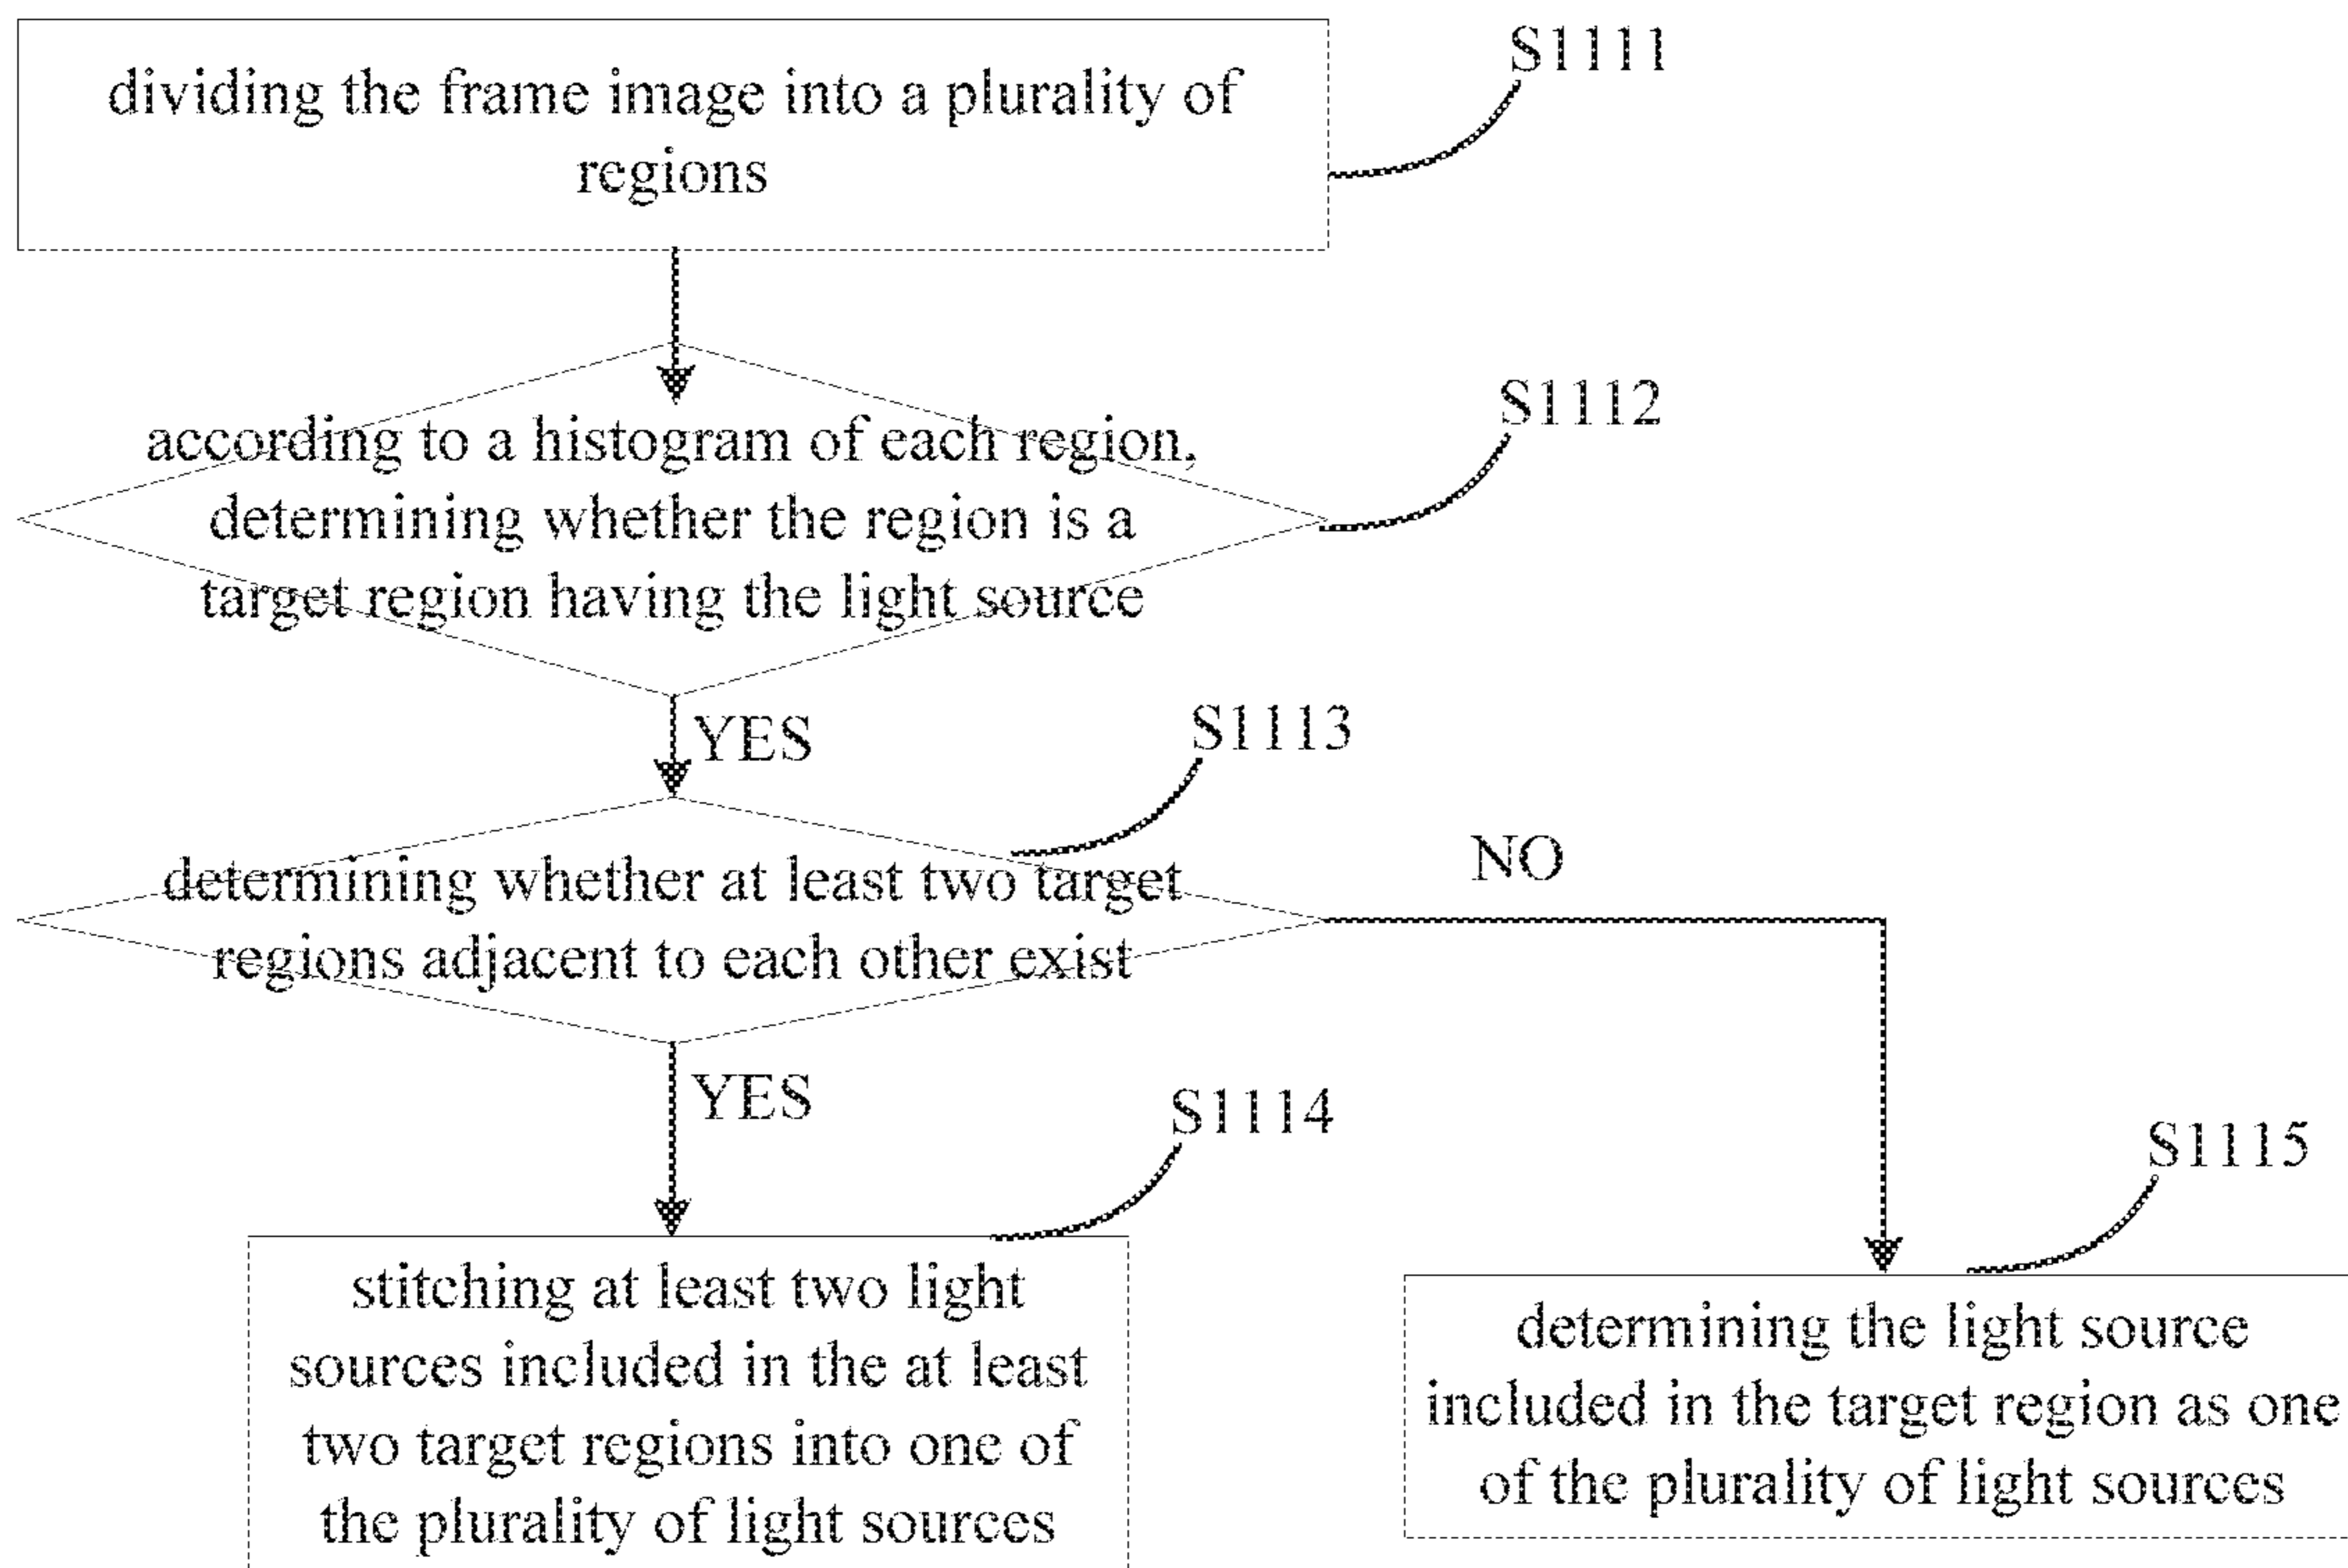 dividing the frame image into a plurality of
regions
S1111
according to a histogram of each region,
determining whether the region is a
target region having the light source
S1112
YES
S1113
determining whether at least two target
regions adjacent to each other exist
NO
YES
S1114
stitching at least two light
sources included in the at least
two target regions into one of
the plurality of light sources
S1115
determining the light source
included in the target region as one
of the plurality of light sources